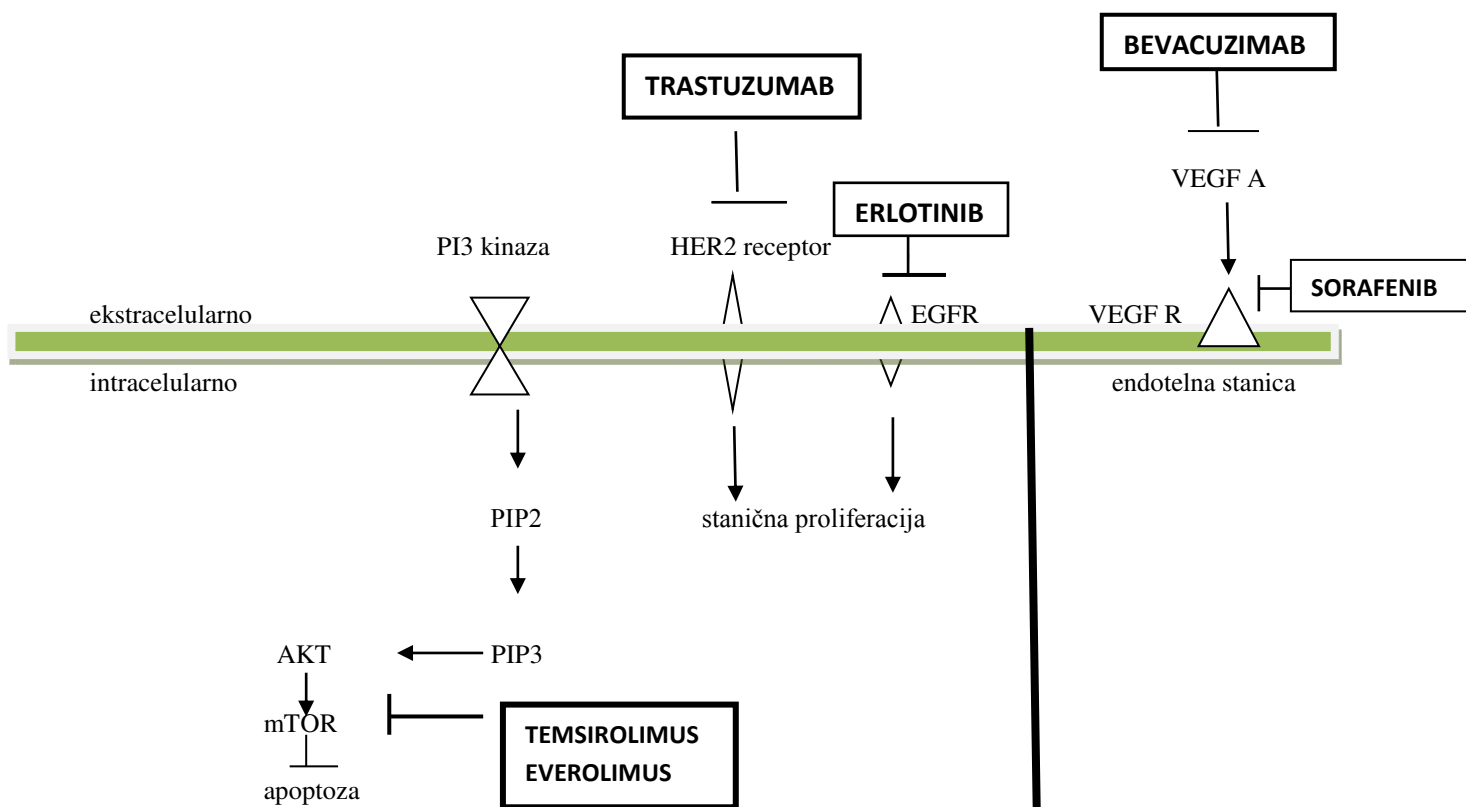 BEVACUZIMAB
TRASTUZUMAB
VEGF A
ERLOTINIB
PI3 kinaza
HER2 receptor
SORAFENIB
ekstracelularno
EGFR
VEGF R
intracelularno
endotelna stanica
PIP2
stanična proliferacija
AKT
PIP3
mTOR
TEMSIROLIMUS
EVEROLIMUS
apoptoza